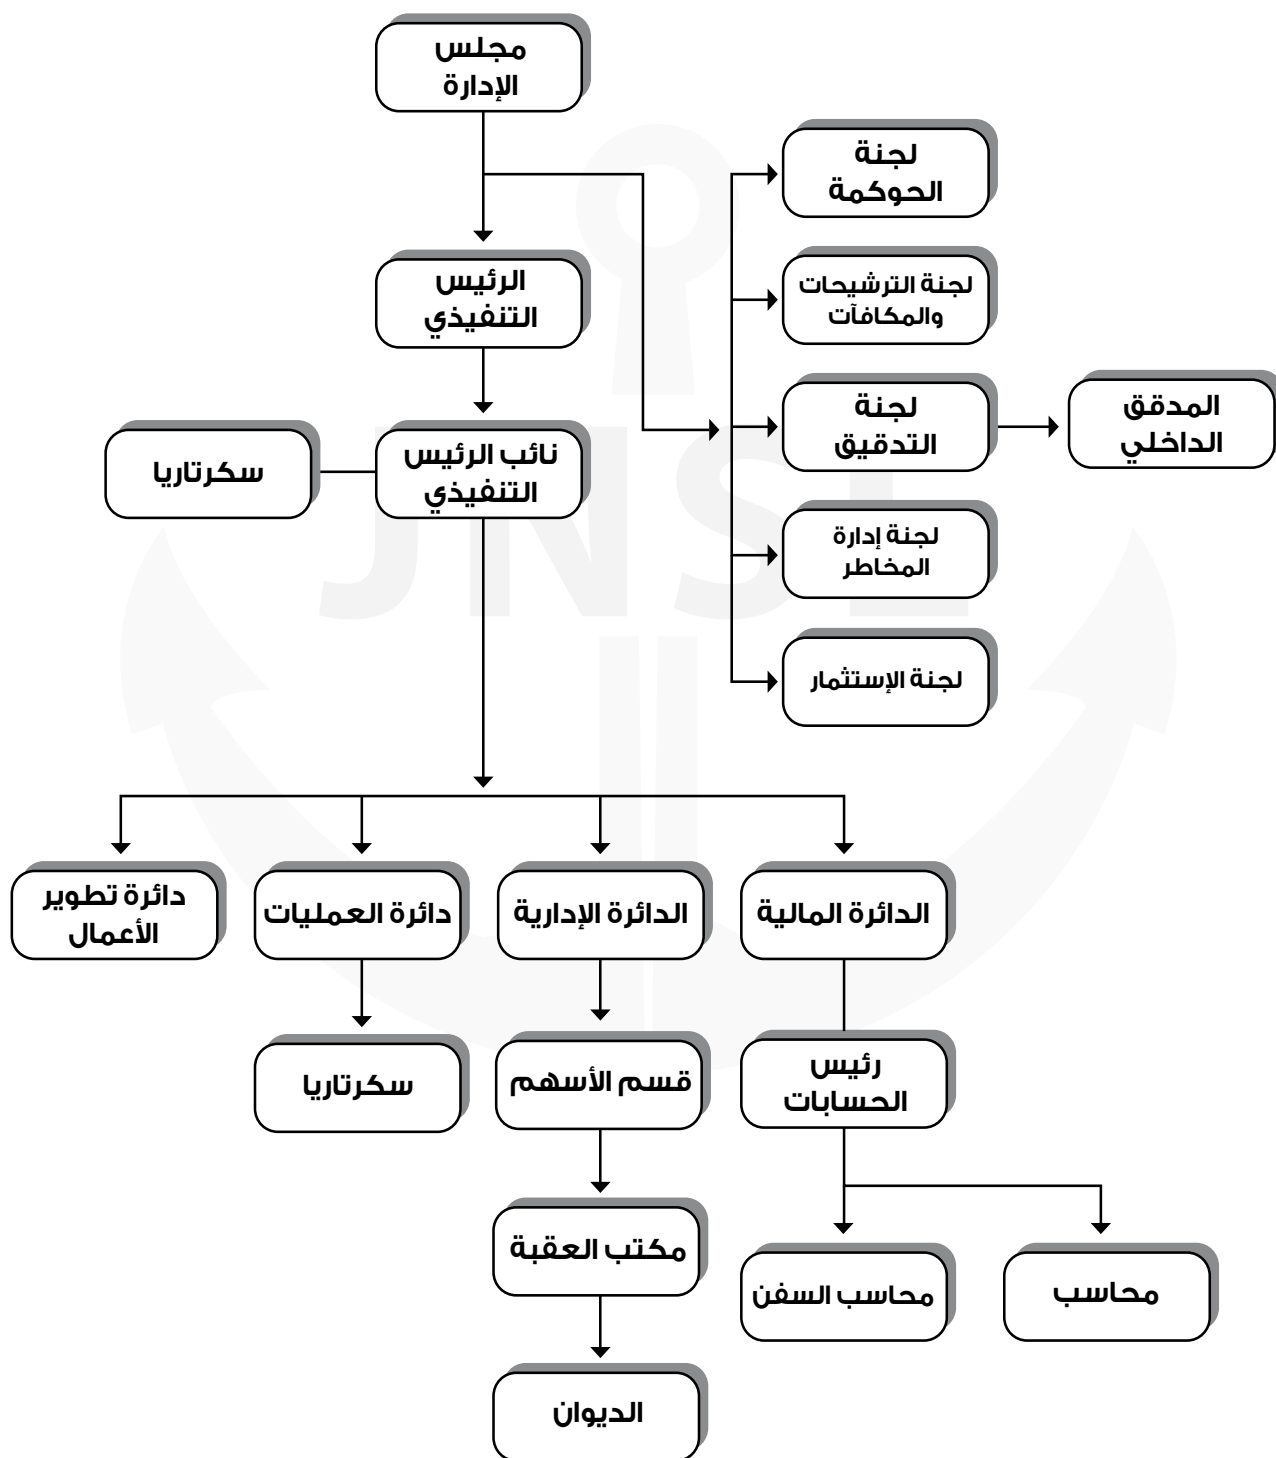 مجلس
الإدارة
لجنة
الحوكمة
الرئيس
التنفيذي
لجنة الترشيحات
والمكافآت
لجنة
التدقيق
المدقق
الداخلي
نائب الرئيس
التنفيذي
سكرتاريا
لجنة إدارة
المخاطر
لجنة الإستثمار
JNSL
الدائرة المالية
الدائرة الإدارية
دائرة العمليات
دائرة تطوير
الأعمال
رئيس
الحسابات
قسم الأسهم
سكرتاريا
مكتب العقبة
محاسب
محاسب السفن
الديوان